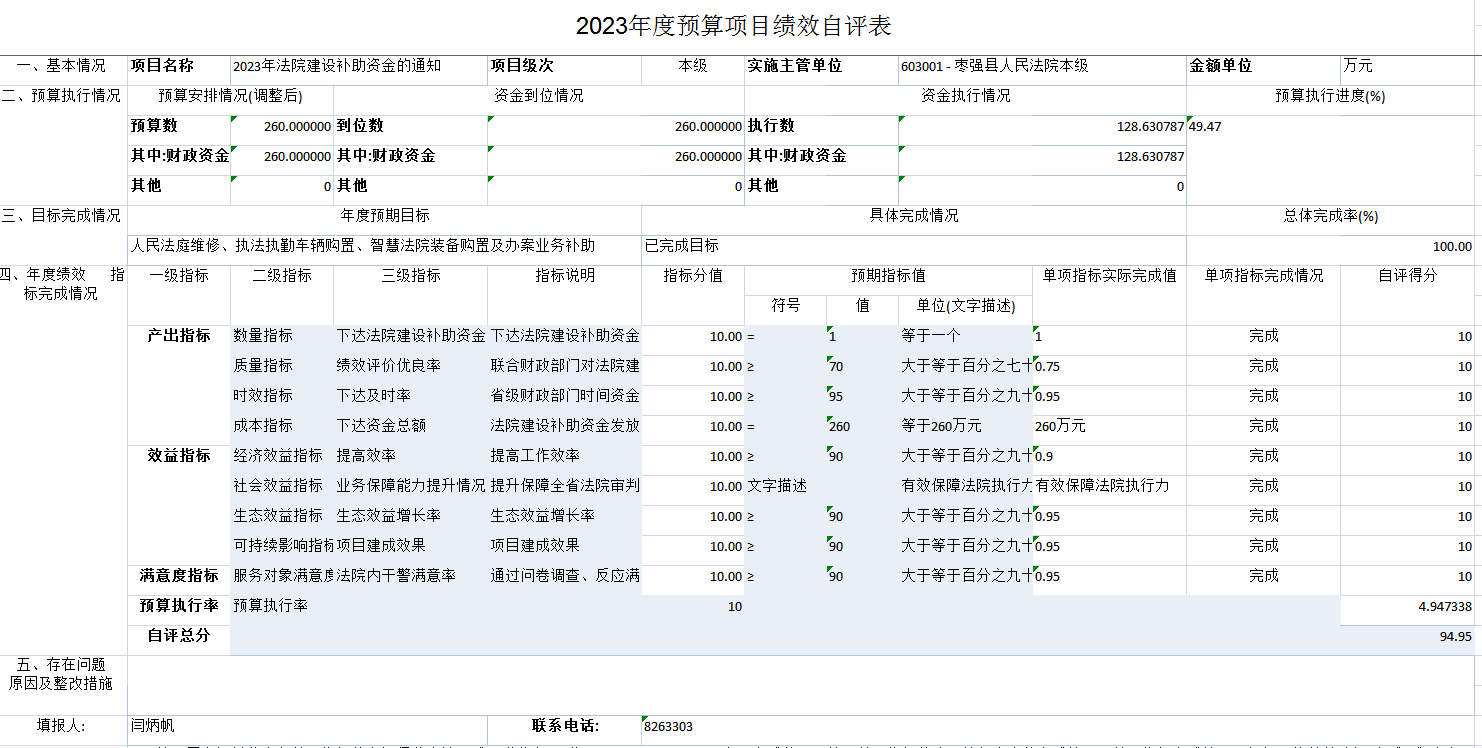 2023年度预算项目绩效自评表
一、基本情况 项目名称 2023年法院建设补助资金的通知 项目级次 本级 实施主管单位 603001 - 枣强县人民法院本级 金额单位 万元
二、预算执行情况 预算安排情况(调整后) 资金到位情况 资金执行情况 预算执行进度(%)
预算数 260.000000 到位数 260.000000 执行数 128.630787 49.47
其中:财政资金 260.000000 其中:财政资金 260.000000 其中:财政资金 128.630787
其他 0 其他 0 其他 0
三、目标完成情况 年度预期目标 具体完成情况 总体完成率(%)
人民法庭维修、执法执勤车辆购置、智慧法院装备购置及办案业务补助 已完成目标 100.00
四、年度绩效 指 一级指标 二级指标 三级指标 指标说明 指标分值 预期指标值 单项指标实际完成值 单项指标完成情况 自评得分
标完成情况
符号 值 单位(文字描述)
产出指标 数量指标 下达法院建设补助资金 下达法院建设补助资金 10.00 = 1 等于一个 1 完成 10
质量指标 绩效评价优良率 联合财政部门对法院建 10.00 ≥ 70 大于等于百分之七十 0.75 完成 10
时效指标 下达及时率 省级财政部门时间资金 10.00 ≥ 95 大于等于百分之九十 0.95 完成 10
成本指标 下达资金总额 法院建设补助资金发放 10.00 = 260 等于260万元 260万元 完成 10
效益指标 经济效益指标 提高效率 提高工作效率 10.00 ≥ 90 大于等于百分之九十 0.9 完成 10
社会效益指标 业务保障能力提升情况 提升保障全省法院审判 10.00 文字描述 有效保障法院执行力 有效保障法院执行力 完成 10
生态效益指标 生态效益增长率 生态效益增长率 10.00 ≥ 90 大于等于百分之九十 0.95 完成 10
可持续影响指标 项目建成效果 项目建成效果 10.00 ≥ 90 大于等于百分之九十 0.95 完成 10
满意度指标 服务对象满意度 法院内干警满意率 通过问卷调查、反应满 10.00 ≥ 90 大于等于百分之九十 0.95 完成 10
预算执行率 预算执行率 10 4.947338
自评总分 94.95
五、存在问题
原因及整改措施
填报人: 闫炳帆 联系电话: 8263303